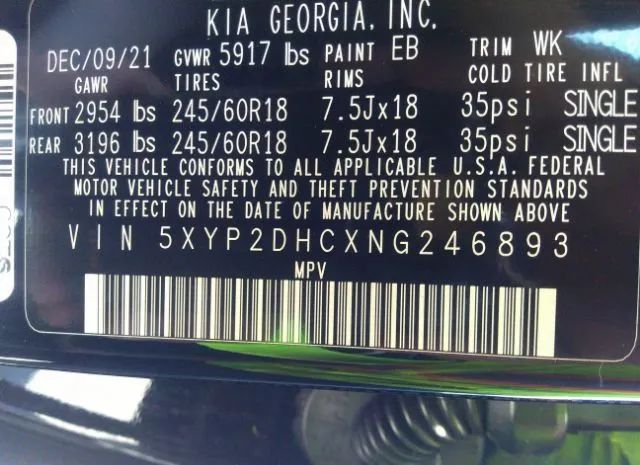 KIA GEORGIA. INC.
DEC/09/21 GVWR 5917 lbs PAINT EB TRIM WK
GAWR TIRES RIMS COLD TIRE INFL
FRONT 2954 lbs 245/60R18 7.5Jx18 35psi SINGLE
REAR 3196 lbs 245/60R18 7.5Jx18 35psi SINGLE
THIS VEHICLE CONFORMS TO ALL APPLICABLE U.S.A. FEDERAL
MOTOR VEHICLE SAFETY AND THEFT PREVENTION STANDARDS
IN EFFECT ON THE DATE OF MANUFACTURE SHOWN ABOVE
VIN 5XYP2DHCXNG246893
MPV